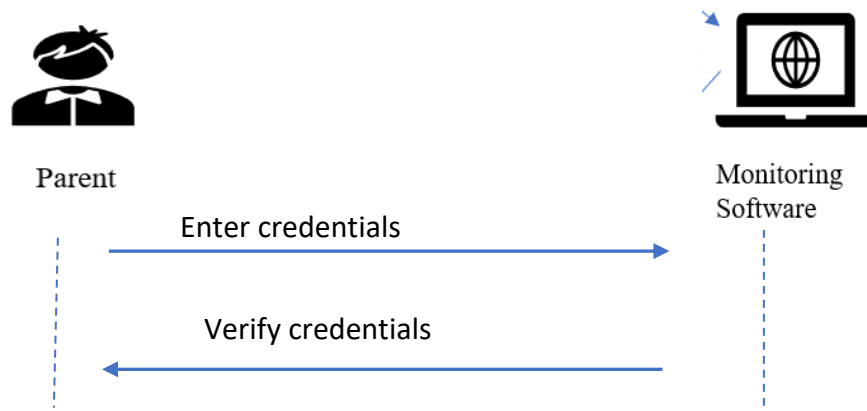 Parent
Monitoring
Software
Enter credentials
Verify credentials